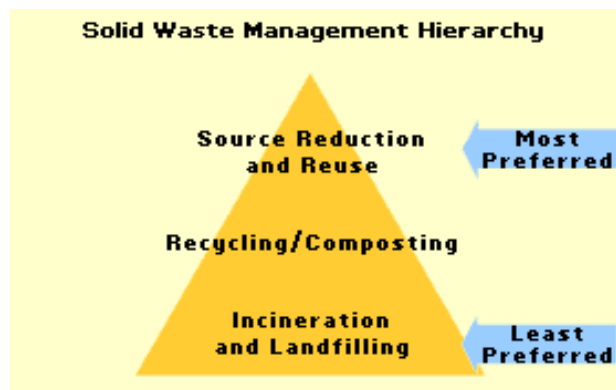 Solid Waste Management Hierarchy
Source Reduction
and Reuse
Most
Preferred
Recycling/Composting
Incineration
and Landfilling
Least
Preferred